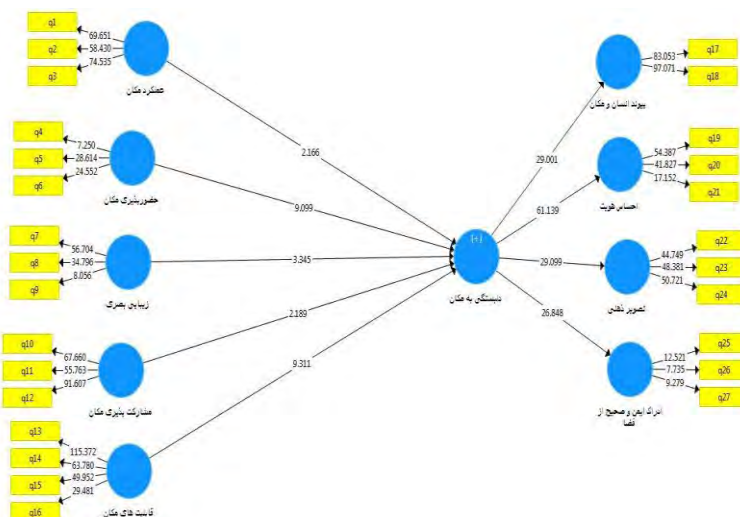 q1
q2
q3
69.651
58.430
74.535
عملکرد مکان
q4
q5
q6
7.250
28.614
24.552
حضورپذیری مکان
q7
q8
q9
56.704
34.796
8.056
زیبایی بصری
q10
q11
q12
67.660
55.763
91.607
مشارکت پذیری مکان
q13
q14
q15
q16
115.372
63.780
49.952
29.481
قابلیت های مکان
2.166
9.099
3.345
2.189
9.311
[+]
دلبستگی به مکان
29.001
61.139
29.099
26.848
پیوند انسان و مکان
83.053
97.071
q17
q18
احساس هویت
54.387
41.827
17.152
q19
q20
q21
تصویر ذهنی
44.749
48.381
50.721
q22
q23
q24
ادراک ایمن و صحیح از
فضا
12.521
7.735
9.279
q25
q26
q27